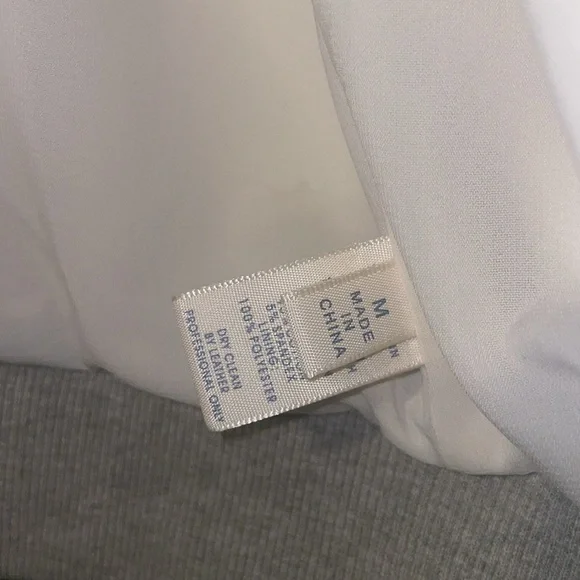 M
MADE
IN
CHINA
5% SPANDEX
LINING:
100% POLYESTER
DRY CLEAN
BY LEATHER
PROFESSIONAL ONLY